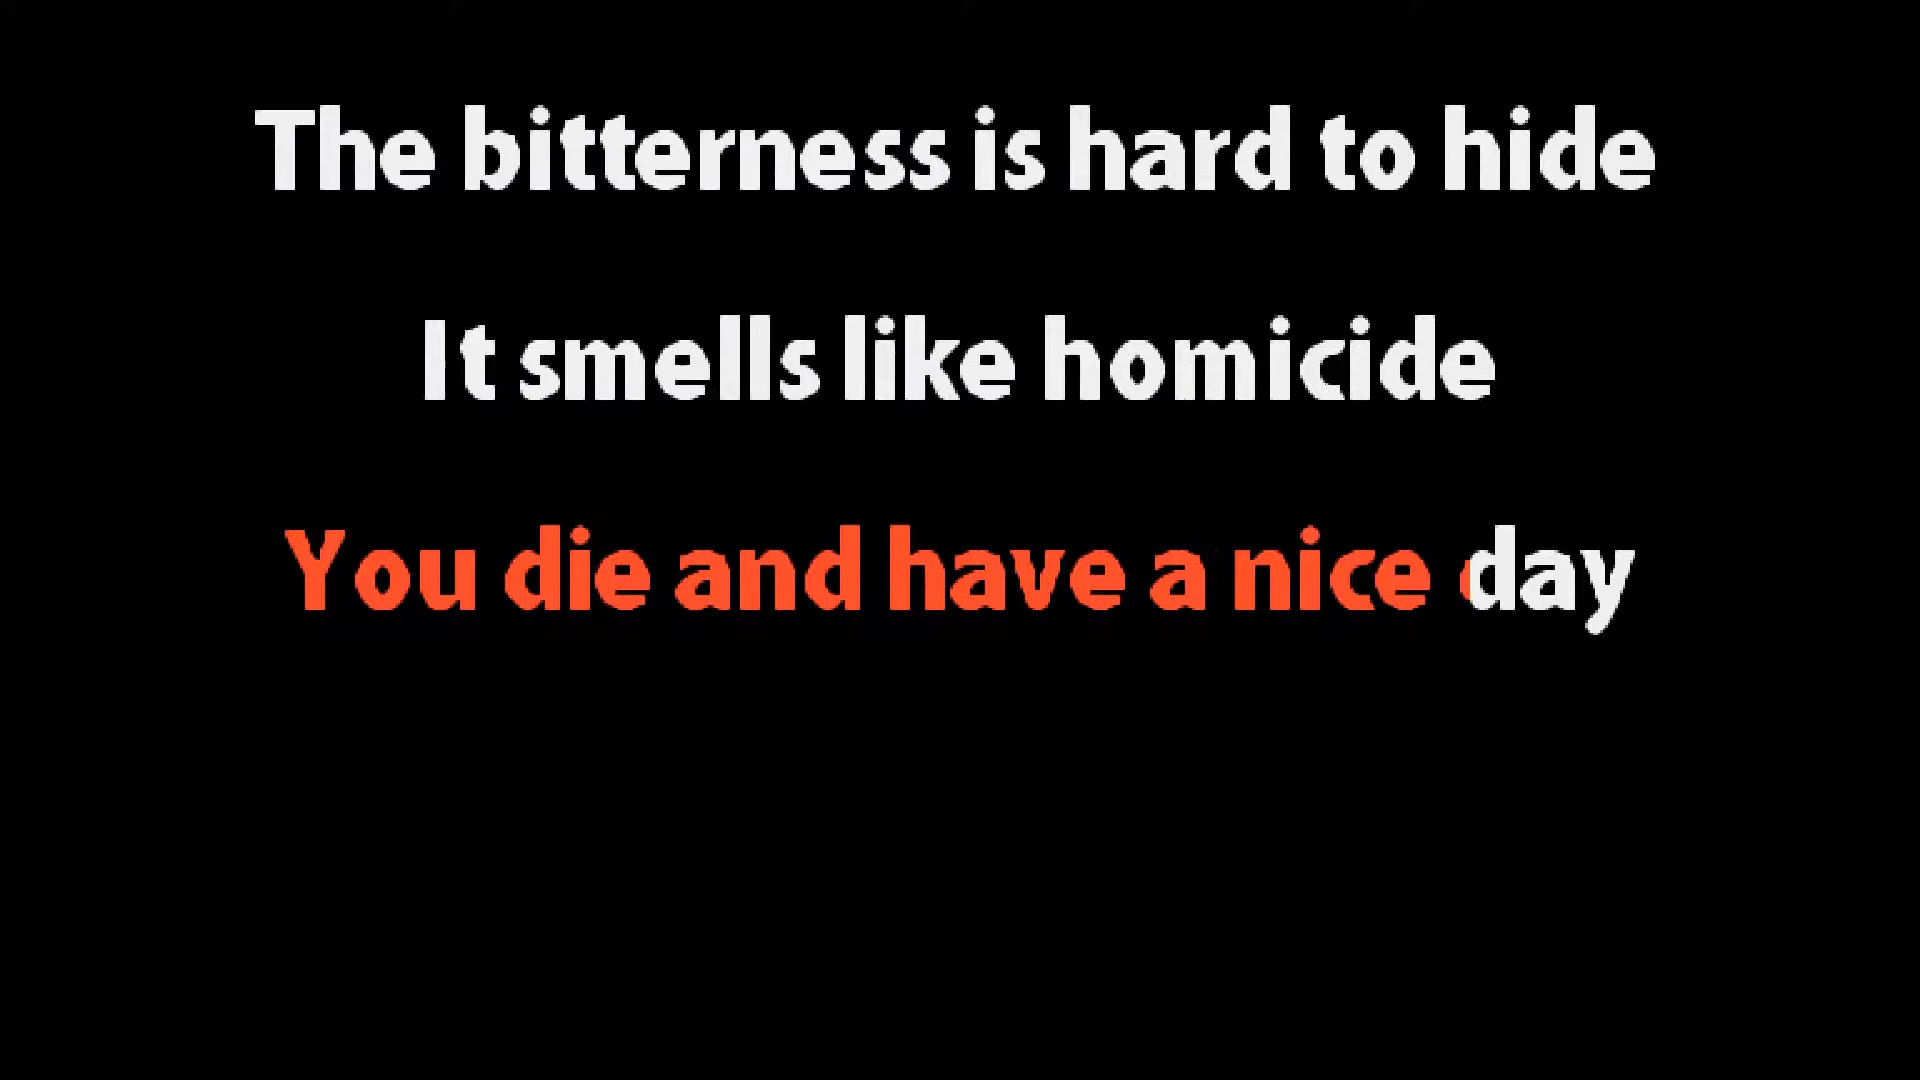 The bitterness is hard to hide
It smells like homicide
You die and have a nice day